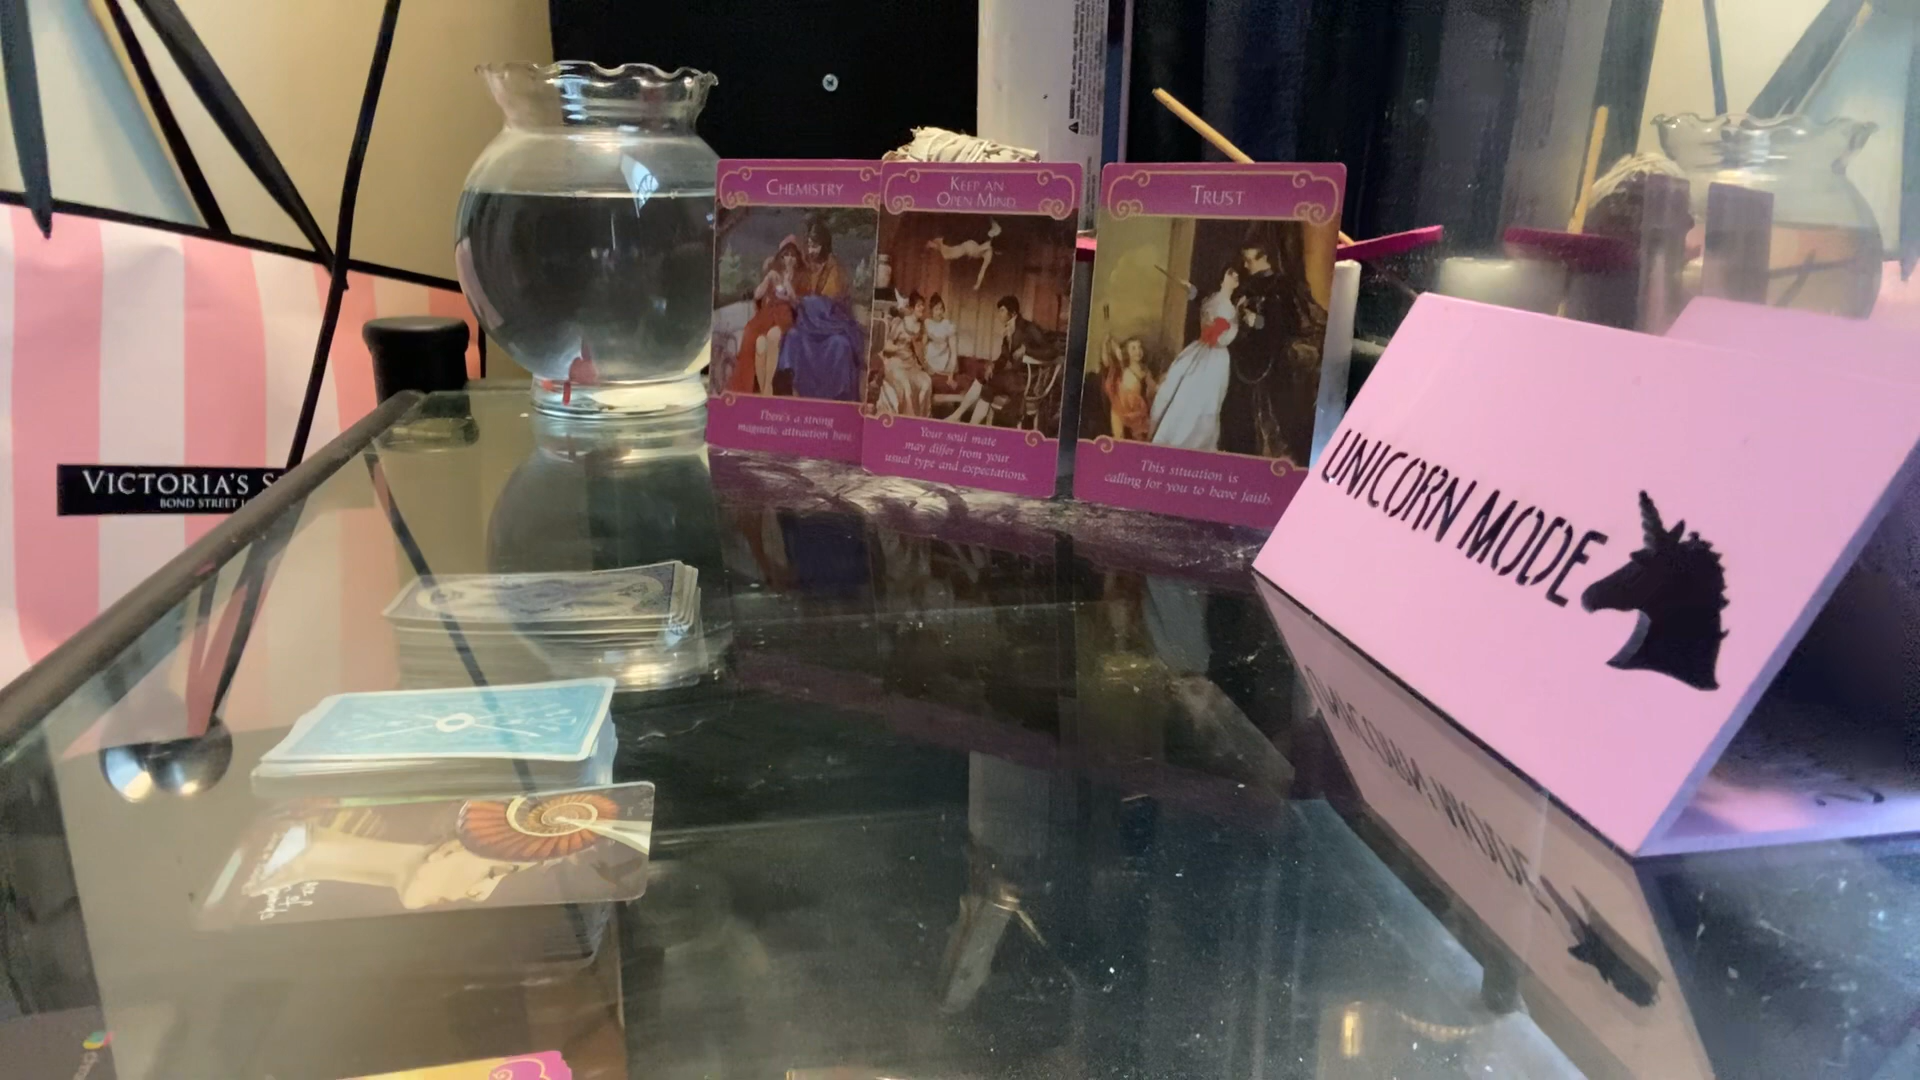 CHEMISTRY
There's a strong
magnetic attraction here
KEEP AN
OPEN MIND
Your soul mate
may differ from your
usual type and expectations.
TRUST
This situation is
calling for you to have faith.
UNICORN MODE
VICTORIA'S
BOND STREET